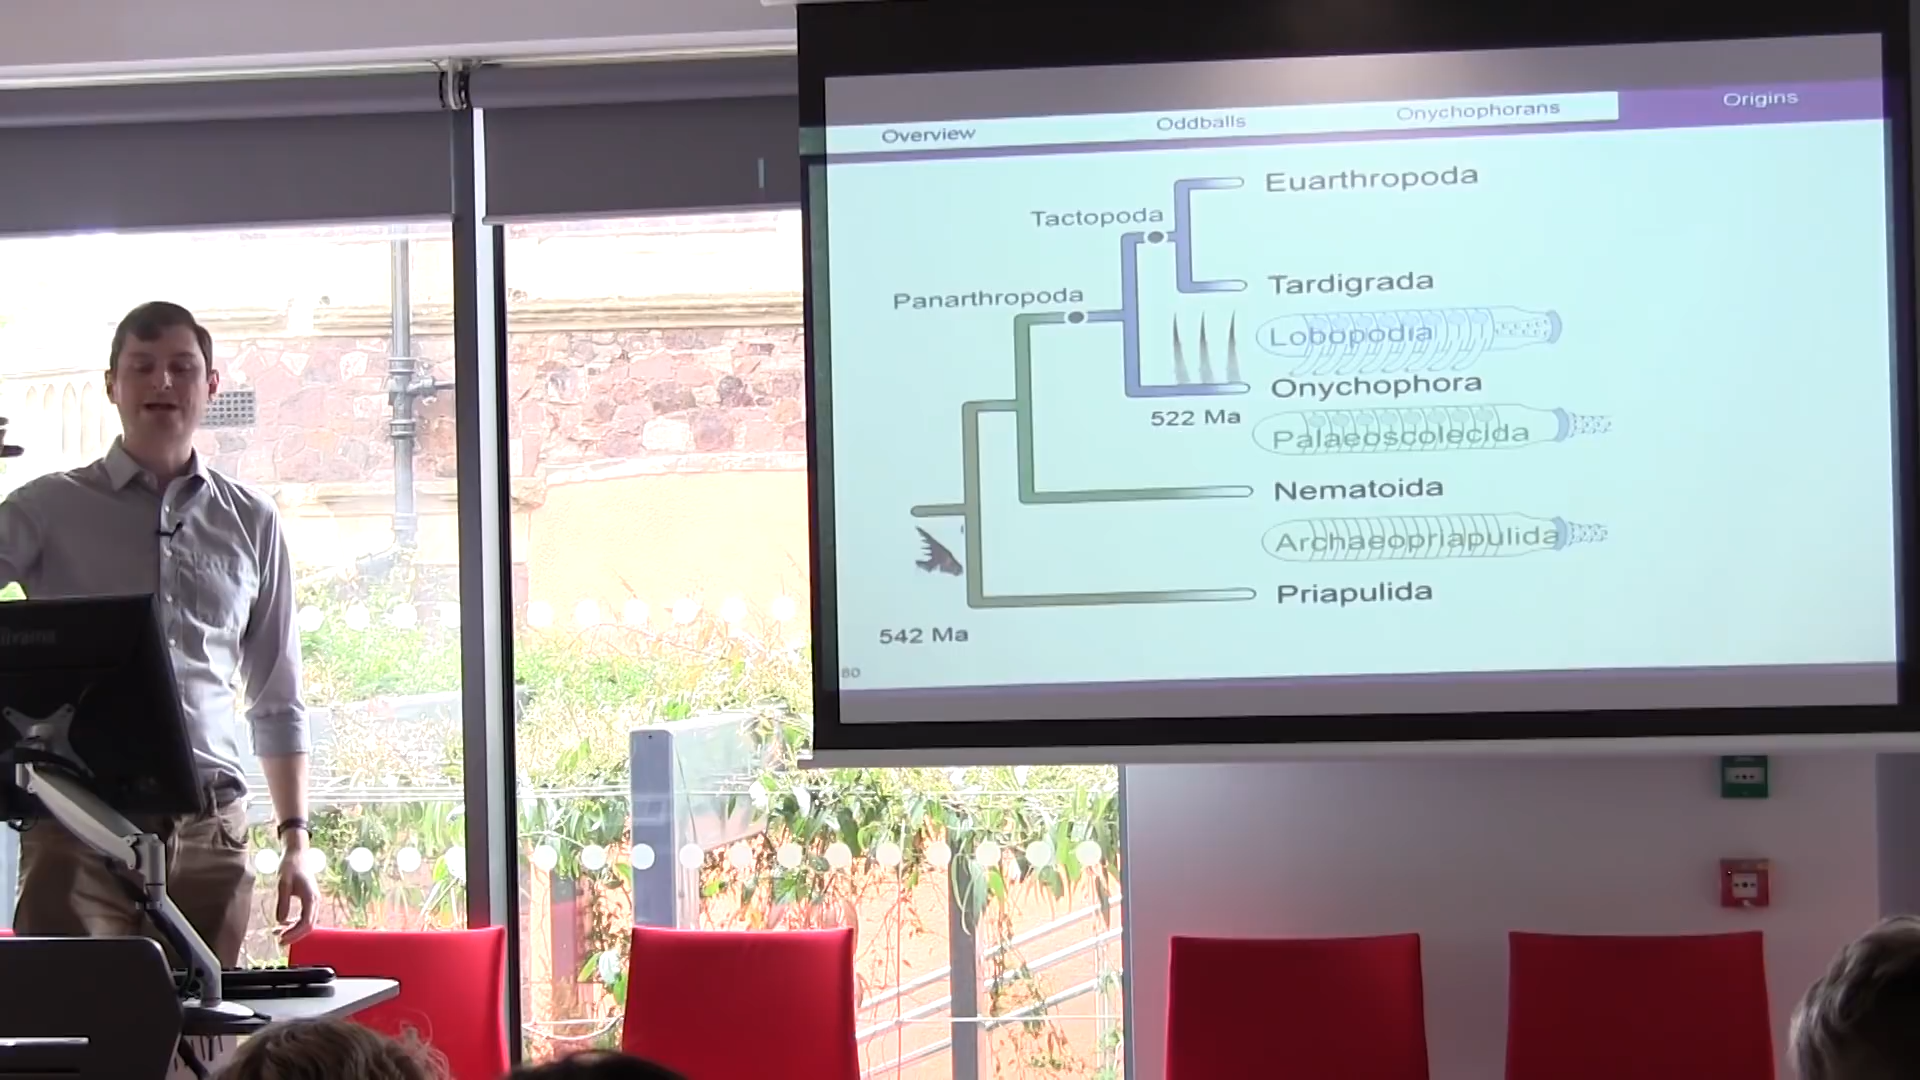 Overview
Oddballs
Onychophorans
Origins
Euarthropoda
Tactopoda
Tardigrada
Panarthropoda
Lobopodia
Onychophora
522 Ma
Palaeoscolecida
Nematoida
Archaeopriapulida
Priapulida
542 Ma
80